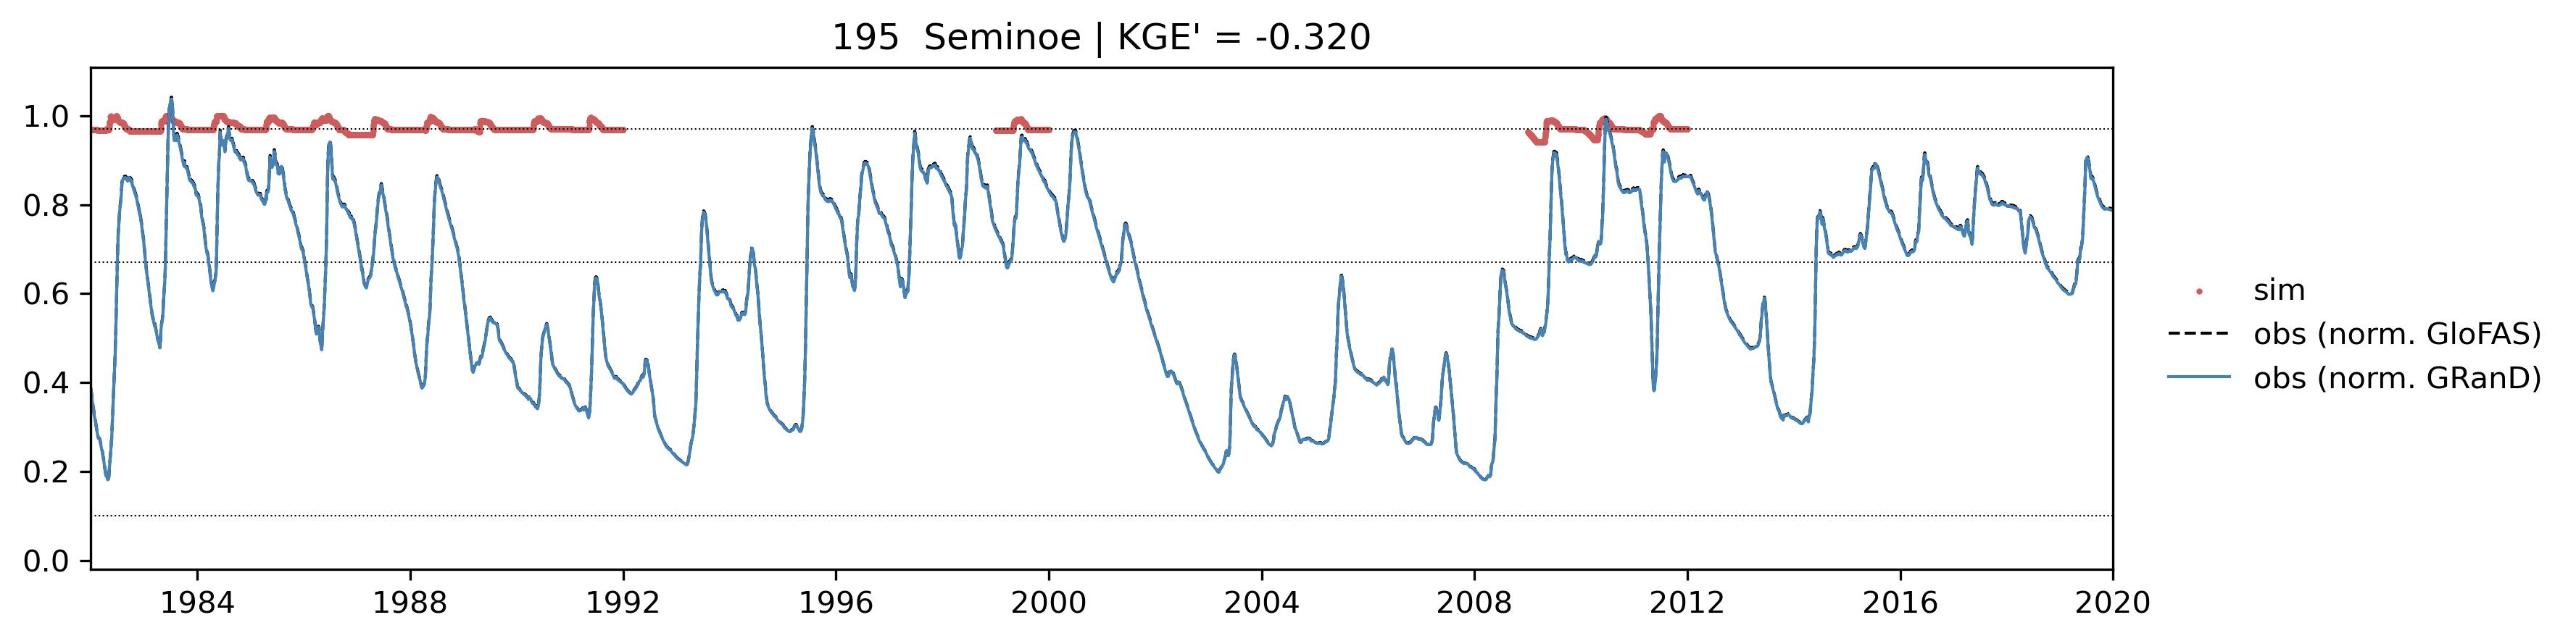 195  Seminoe | KGE' = -0.320
1.0
0.8
0.6
0.4
0.2
0.0
1984 1988 1992 1996 2000 2004 2008 2012 2016 2020
sim
obs (norm. GloFAS)
obs (norm. GRanD)